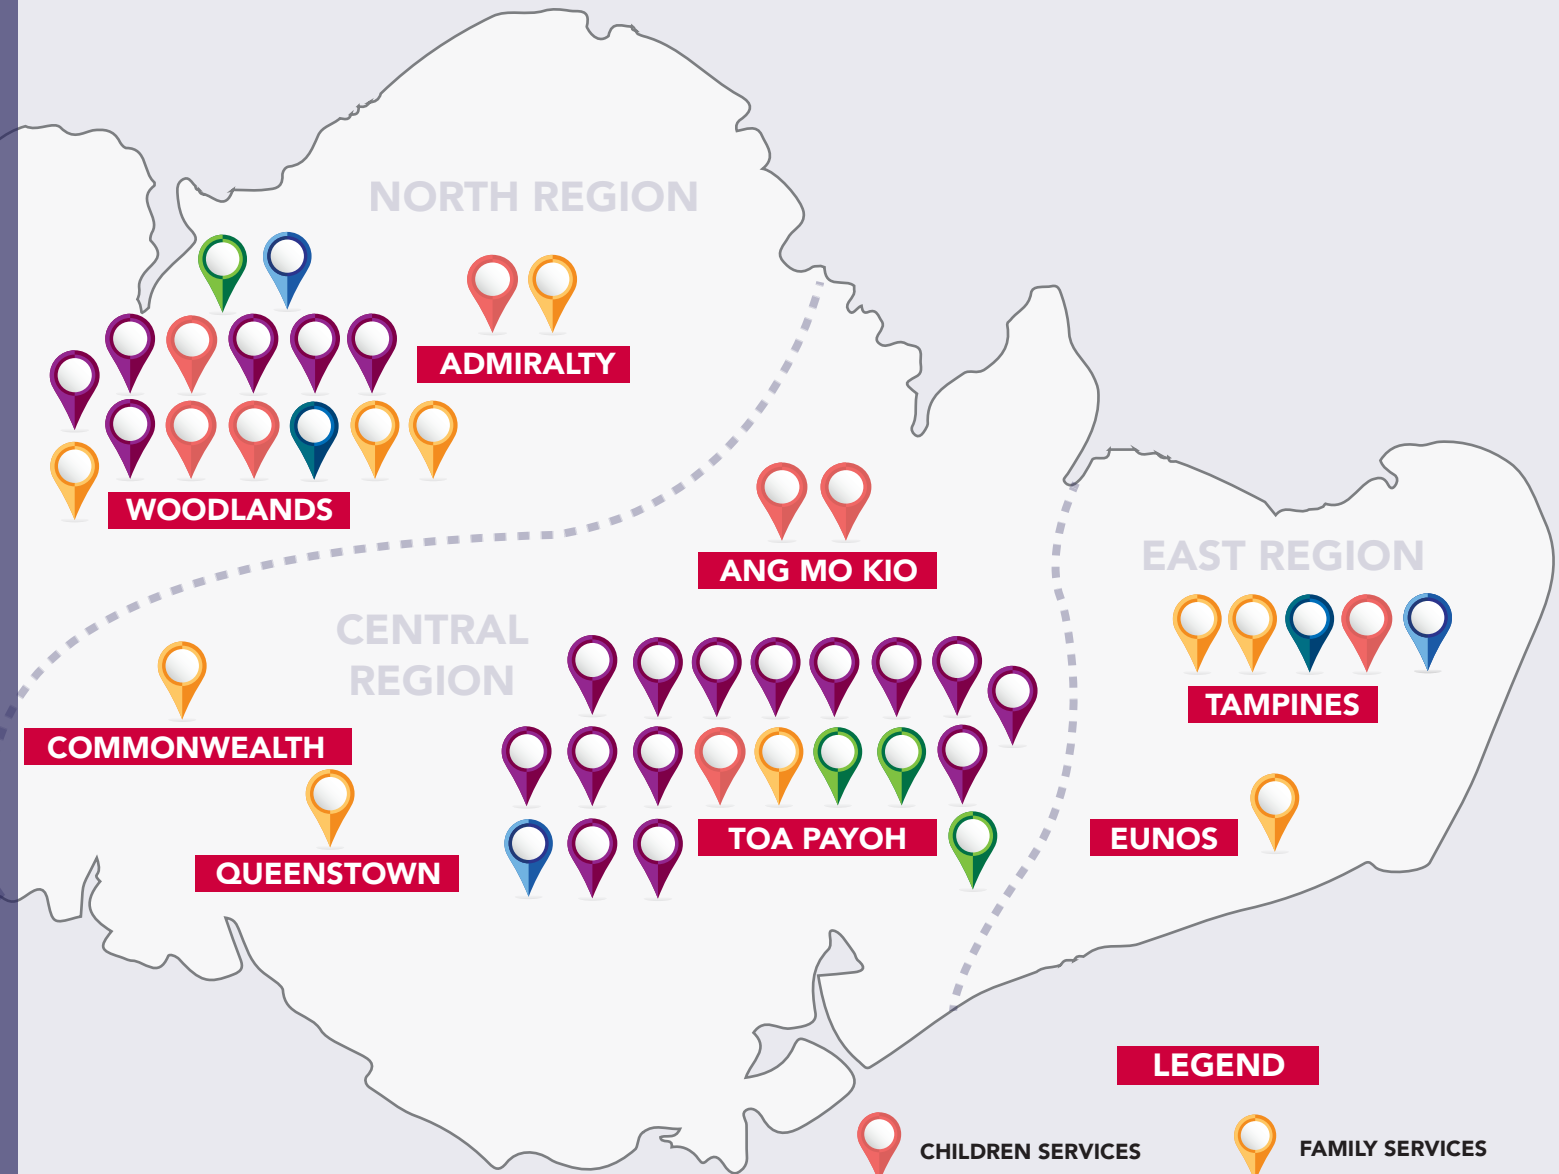 NORTH REGION
ADMIRALTY
WOODLANDS
ANG MO KIO
EAST REGION
CENTRAL
REGION
TAMPINES
COMMONWEALTH
TOA PAYOH
EUNOS
QUEENSTOWN
LEGEND
CHILDREN SERVICES
FAMILY SERVICES